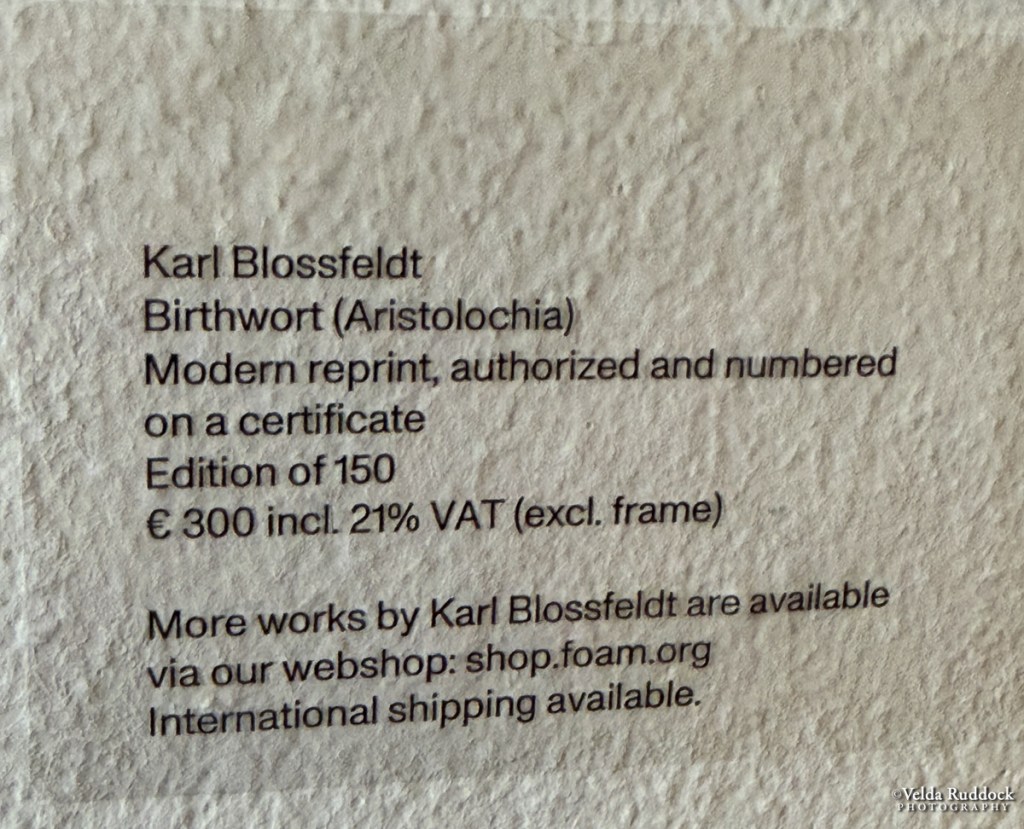 Karl Blossfeldt
Birthwort (Aristolochia)
Modern reprint, authorized and numbered
on a certificate
Edition of 150
€ 300 incl. 21% VAT (excl. frame)
More works by Karl Blossfeldt are available
via our webshop: shop.foam.org
International shipping available.
©Velda Ruddock
PHOTOGRAPHY